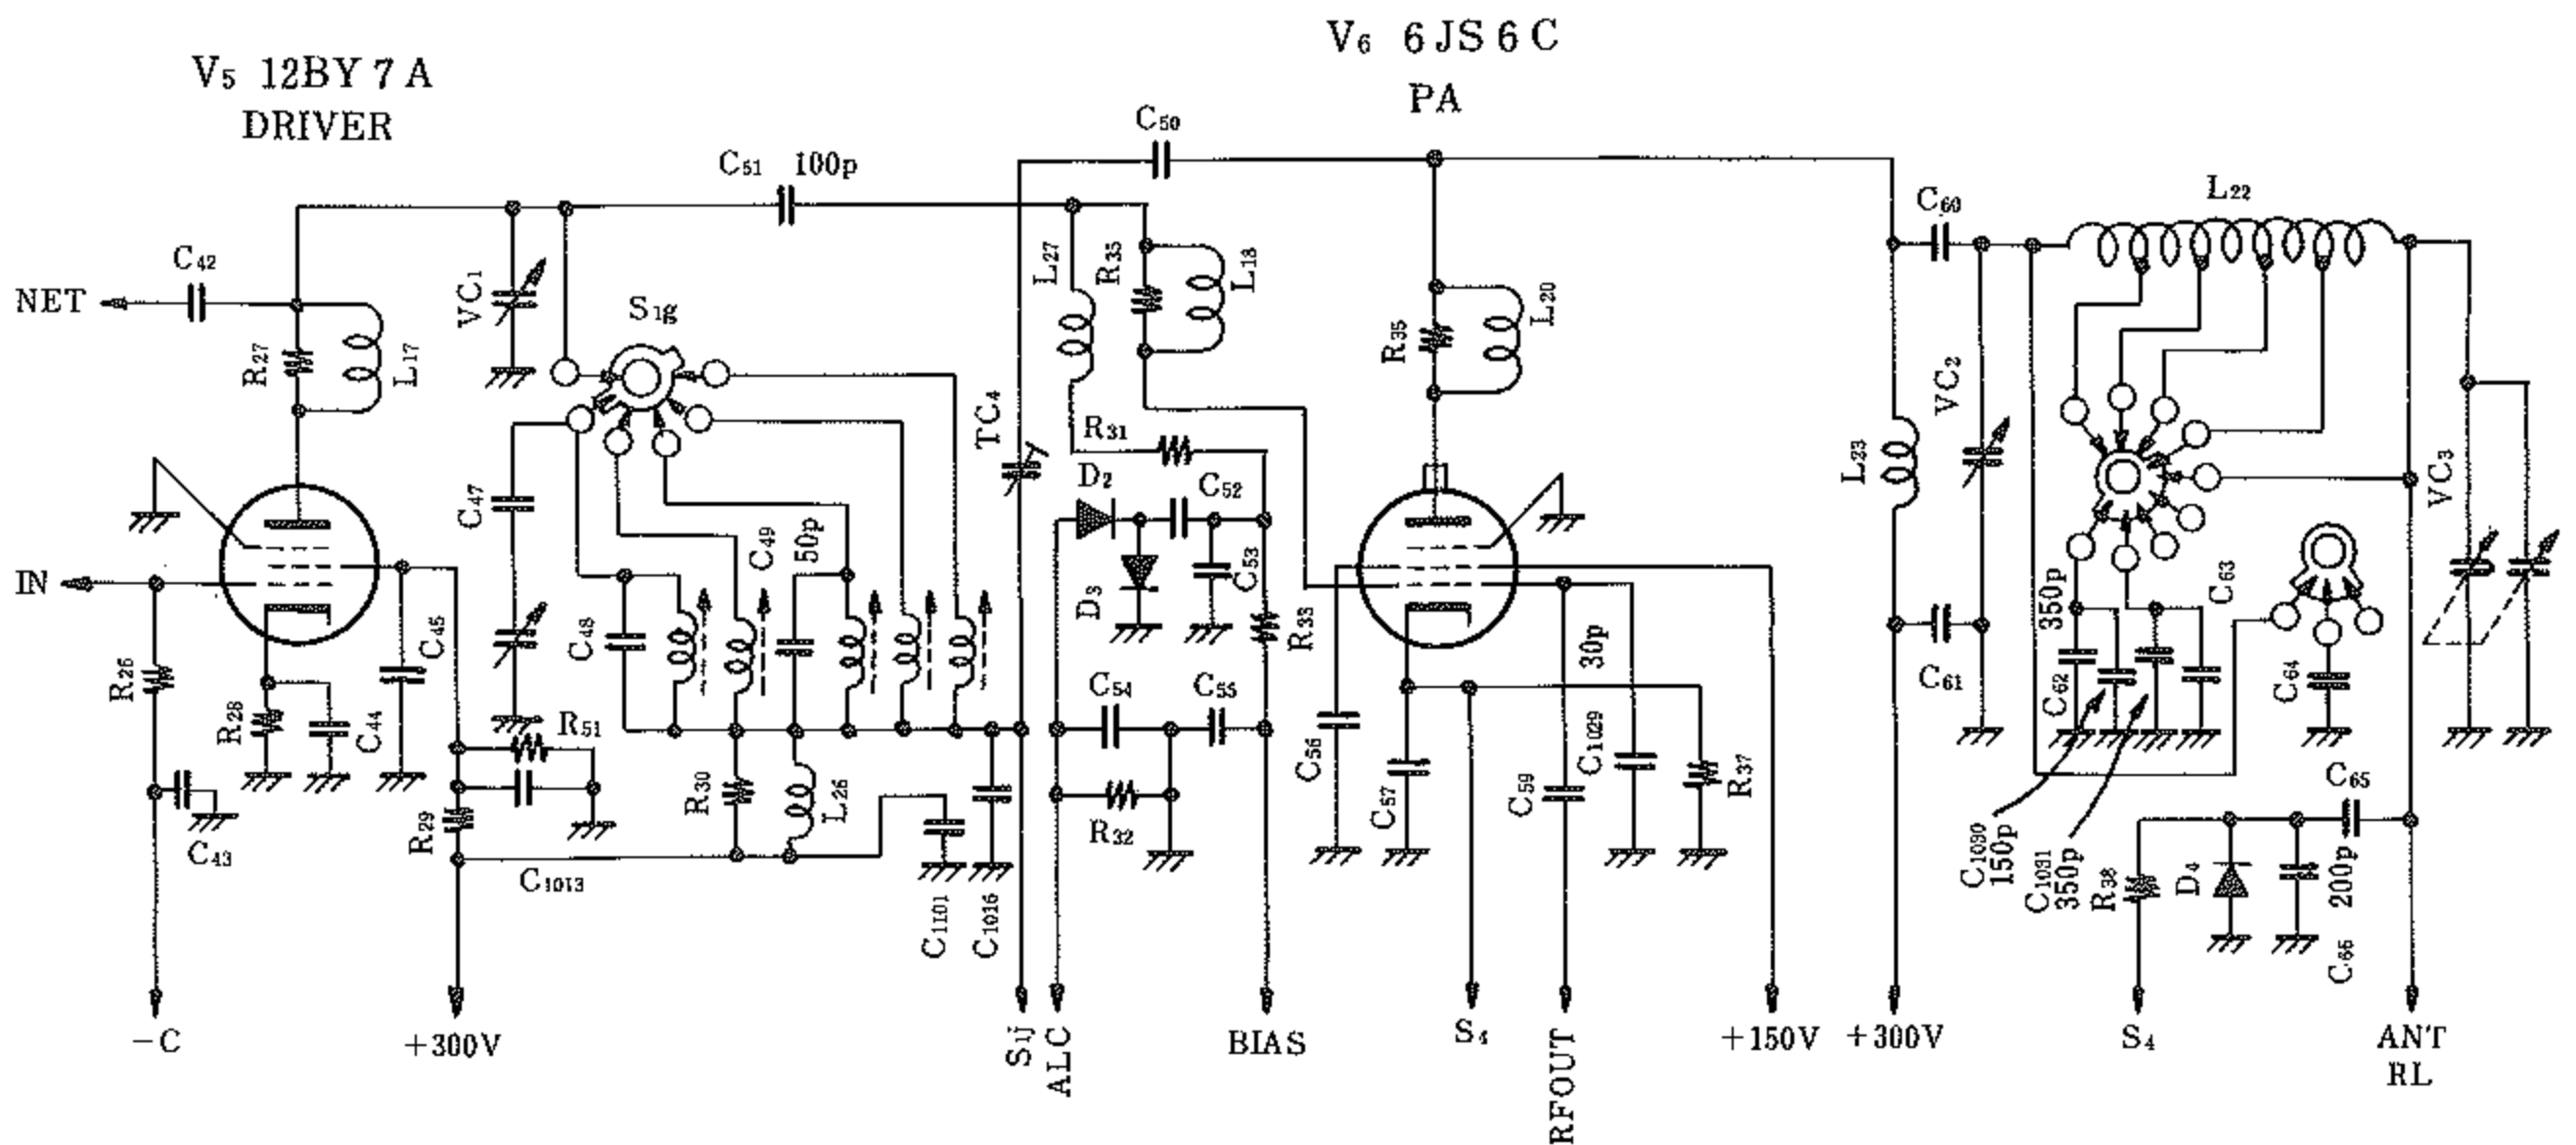 V5 12BY7A
DRIVER
V6 6JS6C
PA
C50
C51 100p
C42
NET
VC1
S1g
R27
L17
L27
R35
L18
R35
L20
C60
L22
VC2
L23
VC3
TC4
R31
D2
C52
C47
C49
50p
D3
C53
IN
C45
C48
R33
R26
R28
C44
R51
C54
C55
C56
C57
30p
C59
C1029
R37
C61
350p
C62
C63
C64
C65
R29
C43
R30
L26
R32
C1013
C1101
C1016
C1030
150p
C1031
350p
R38
D4
200p
C66
-C
+300V
S1j
ALC
BIAS
S4
RFOUT
+150V
+300V
S4
ANT
RL